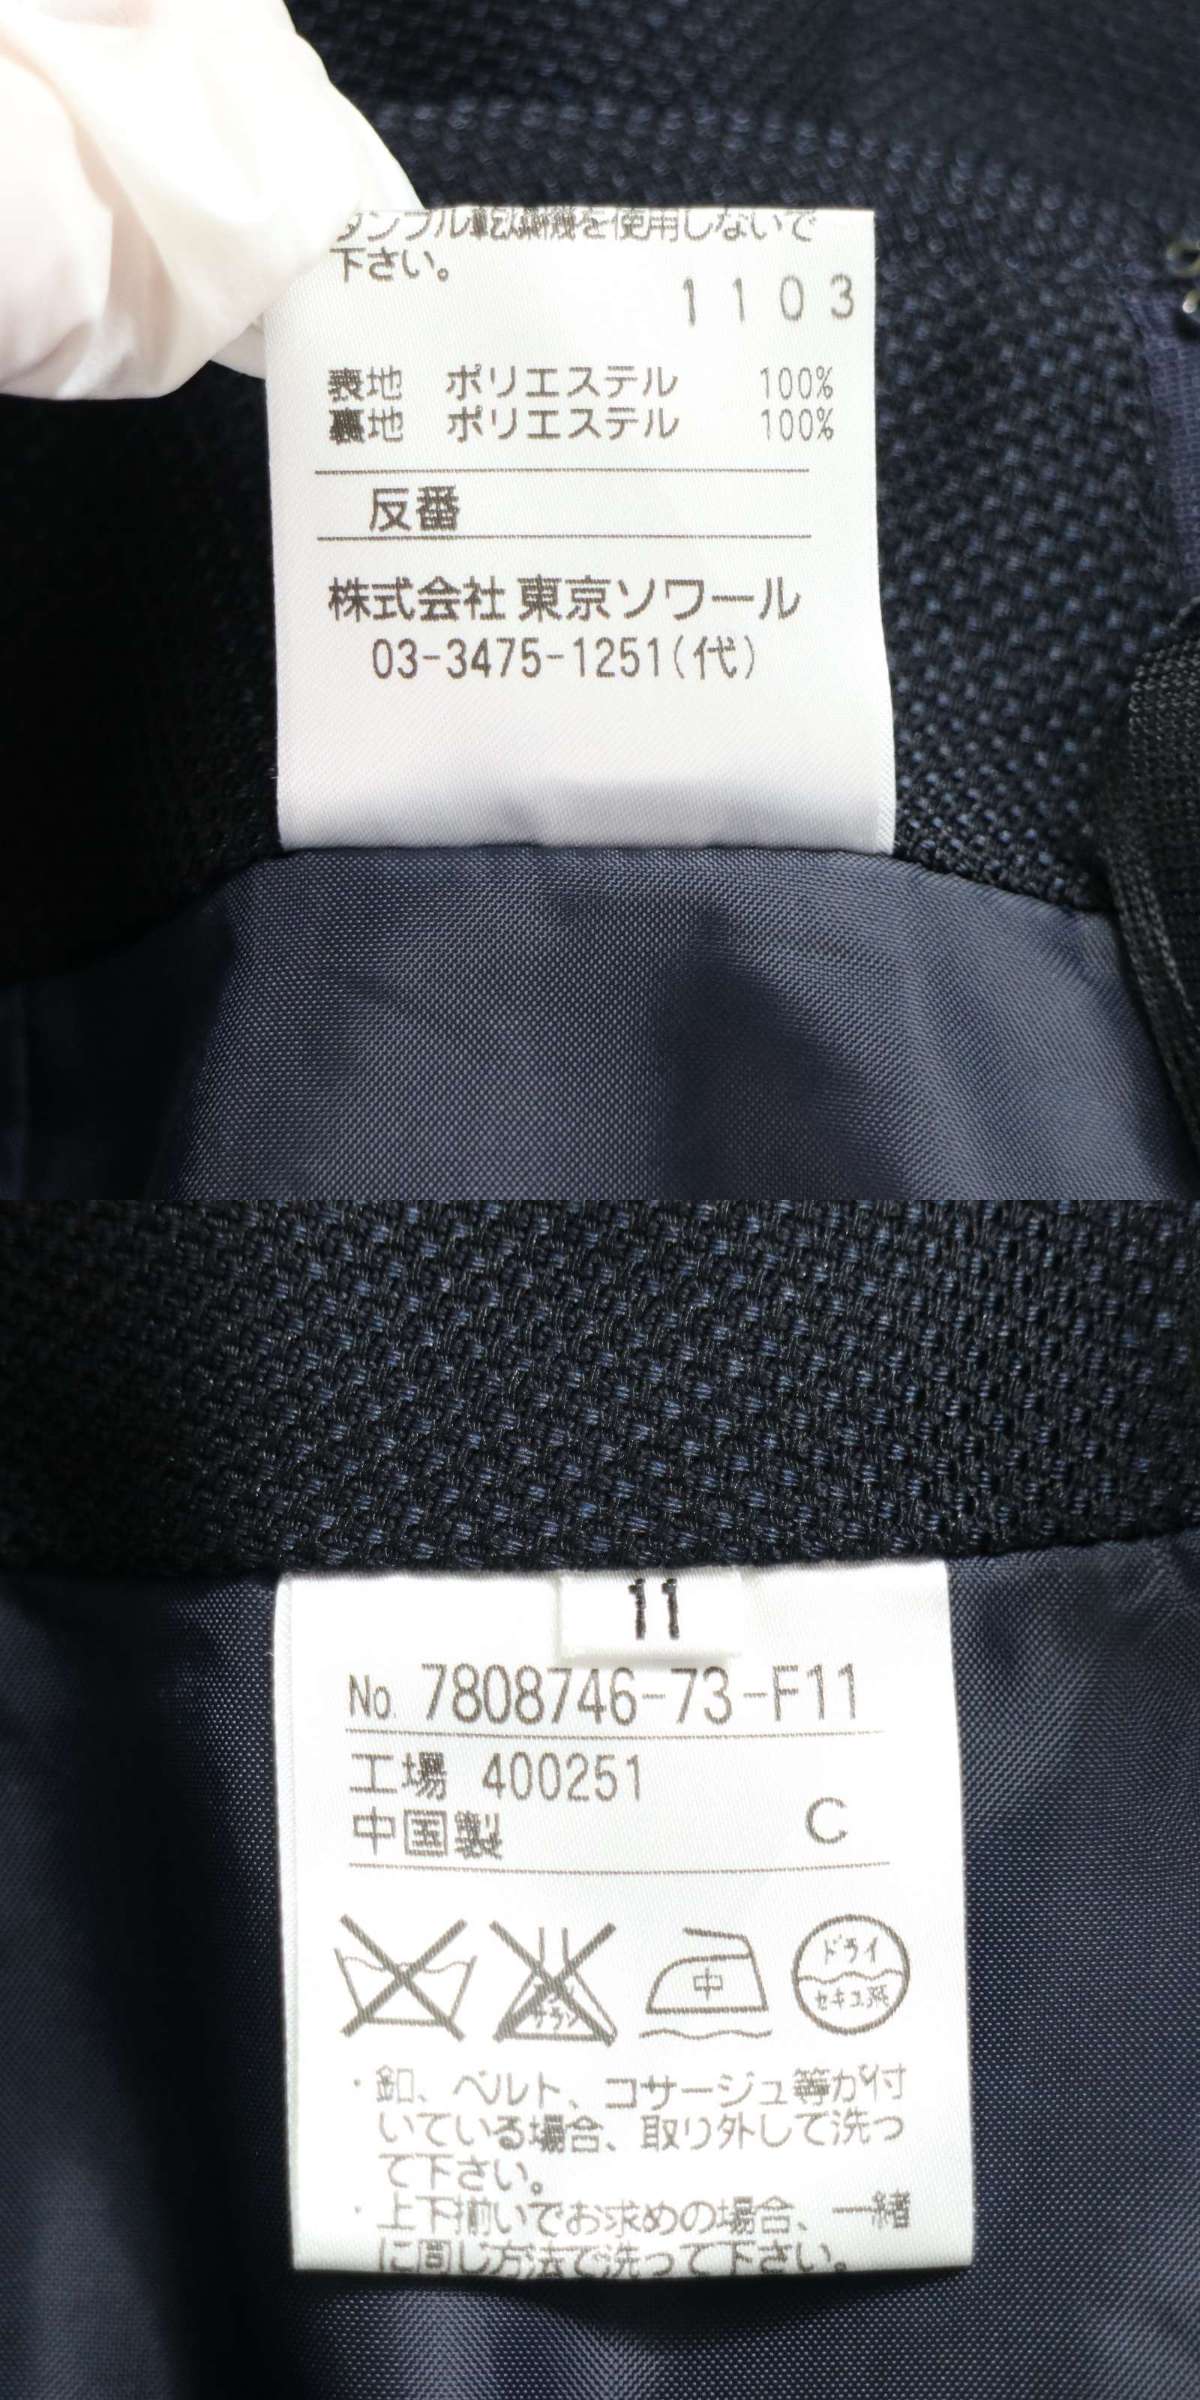 タンブル乾燥機を使用しないで
下さい。
1103
表地 ポリエステル 100%
裏地 ポリエステル 100%
反番
株式会社 東京ソワール
03-3475-1251(代)
11
No. 7808746-73-F11
工場 400251
中国製 C
サラシ
中
ドライ
セキユ系
・釦、ベルト、コサージュ等が付
いている場合、取り外して洗っ
て下さい。
・上下揃いでお求めの場合、一緒
に同じ方法で洗って下さい。